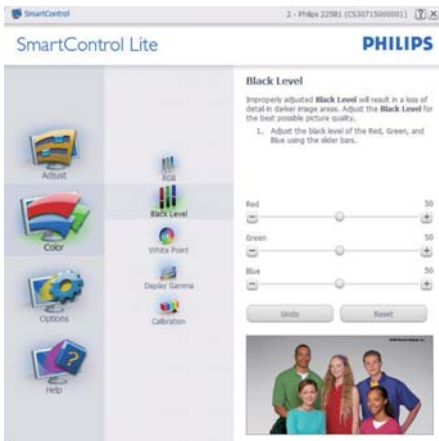 SmartControl
2 - Philips 225B1 (CS30715000001)
SmartControl Lite
PHILIPS
Adjust
Color
Options
Help
RGB
Black Level
White Point
Display Gamma
Calibration
Black Level
Improperly adjusted Black Level will result in a loss of
detail in darker image areas. Adjust the Black Level for
the best possible picture quality.
1. Adjust the black level of the Red, Green, and
Blue using the slider bars.
Red 50
Green 50
Blue 50
Undo
Reset